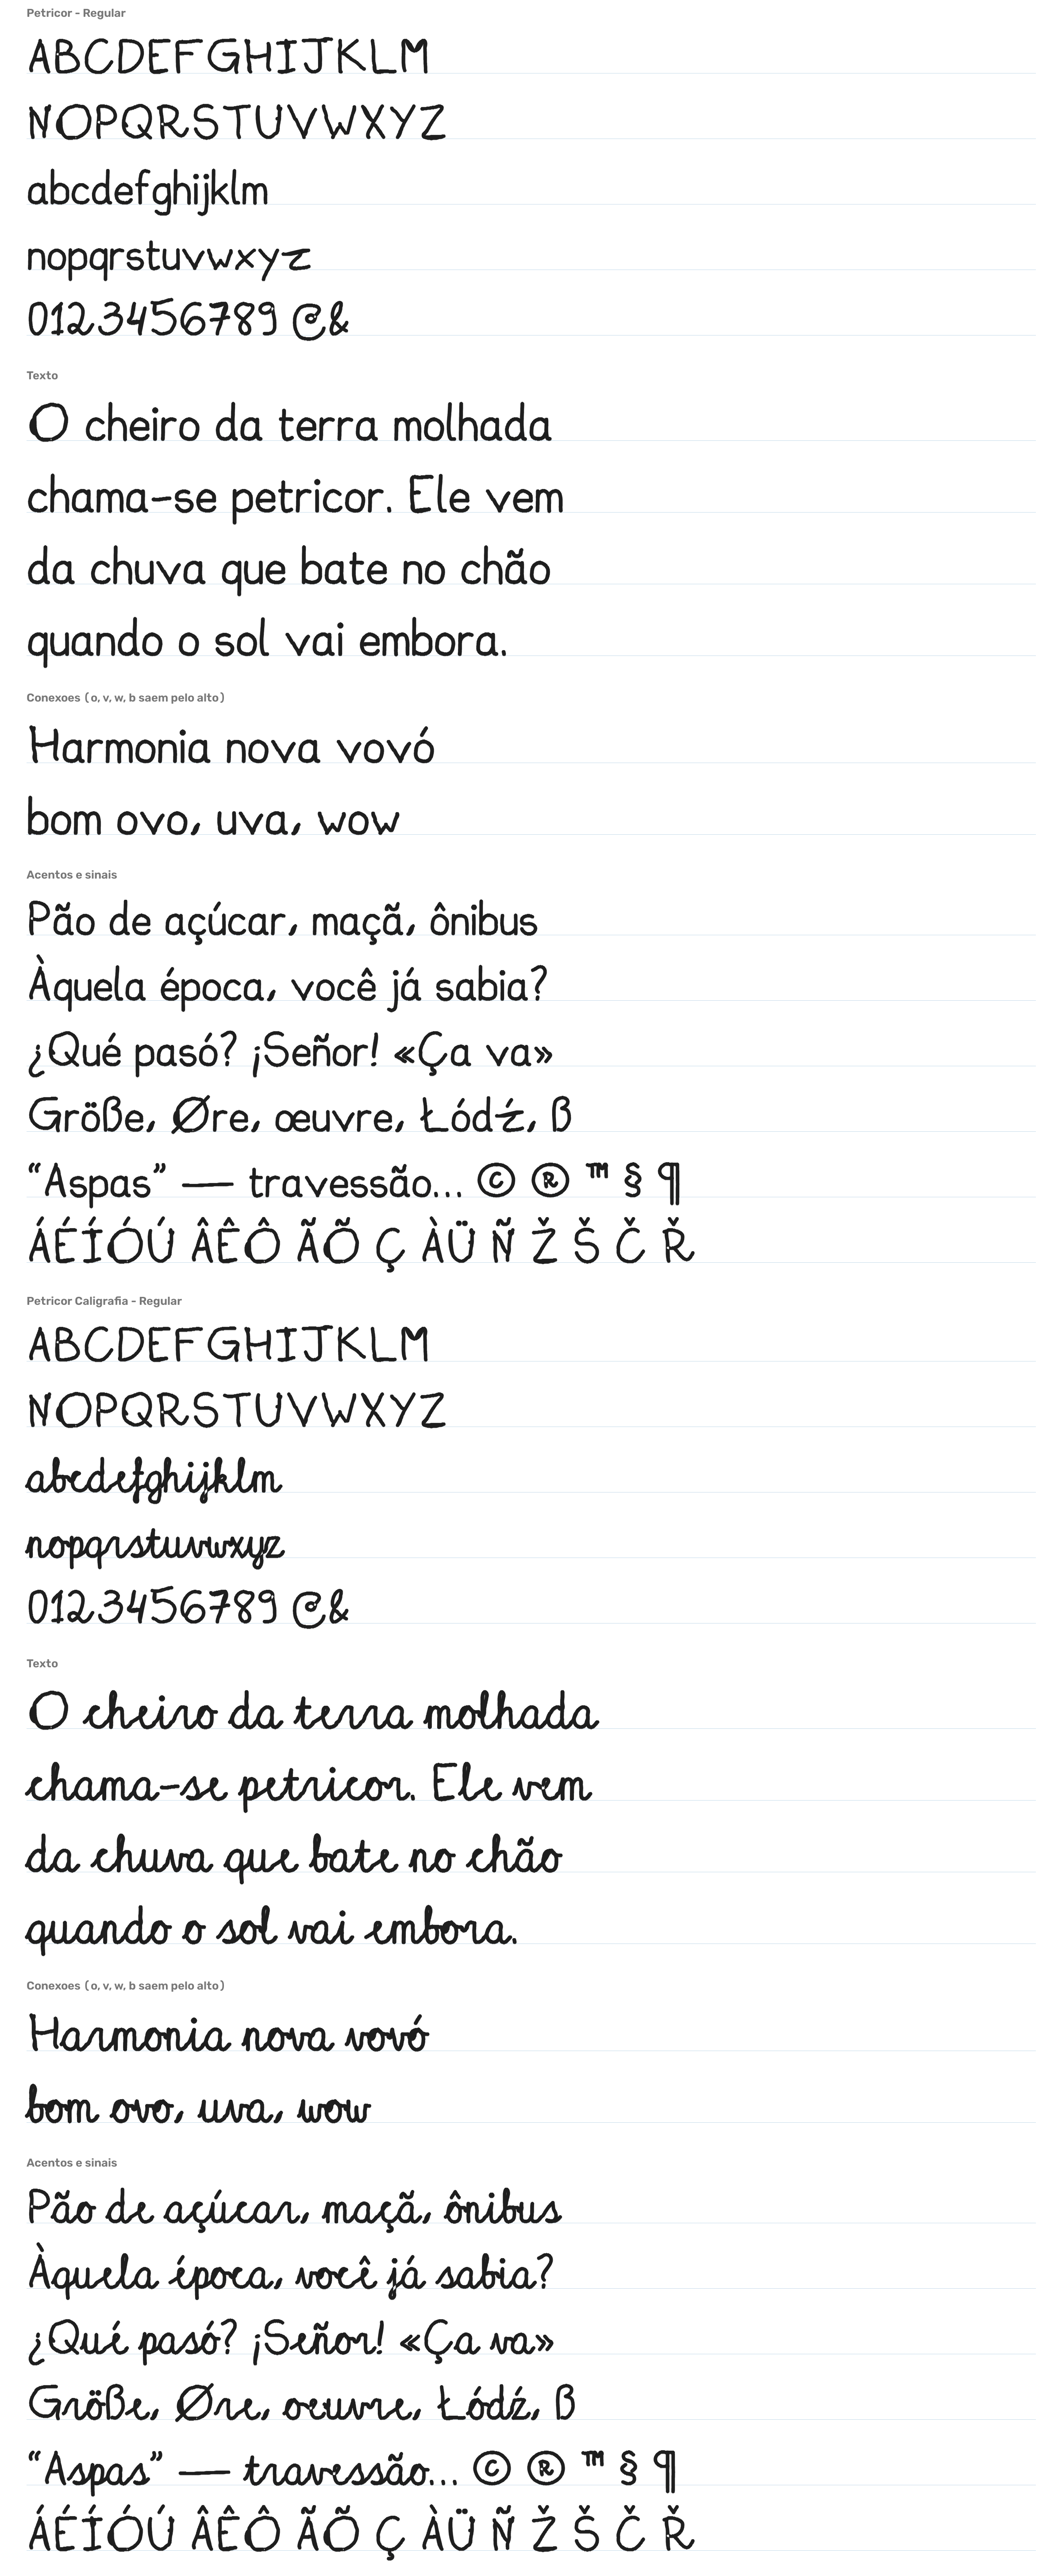 Petricor - Regular
ABCDEFGHIJKLM
NOPQRSTUVWXYZ
abcdefghijklm
nopqrstuvwxyz
0123456789 @&
Texto
O cheiro da terra molhada
chama-se petricor. Ele vem
da chuva que bate no chão
quando o sol vai embora.
Conexoes (o, v, w, b saem pelo alto)
Harmonia nova vovó
bom ovo, uva, wow
Acentos e sinais
Pão de açúcar, maçã, ônibus
Àquela época, você já sabia?
¿Qué pasó? ¡Señor! «Ça va»
Größe, Øre, œuvre, Łódź, ß
“Aspas” — travessão... © ® ™ § ¶
ÁÉÍÓÚ ÂÊÔ ÃÕ Ç ÀÜ Ñ Ž Š Č Ř
Petricor Caligrafia - Regular
ABCDEFGHIJKLM
NOPQRSTUVWXYZ
abcdefghijklm
nopqrstuvwxyz
0123456789 @&
Texto
O cheiro da terra molhada
chama-se petricor. Ele vem
da chuva que bate no chão
quando o sol vai embora.
Conexoes (o, v, w, b saem pelo alto)
Harmonia nova vovó
bom ovo, uva, wow
Acentos e sinais
Pão de açúcar, maçã, ônibus
Àquela época, você já sabia?
¿Qué pasó? ¡Señor! «Ça va»
Größe, Øre, œuvre, Łódź, ß
“Aspas” — travessão... © ® ™ § ¶
ÁÉÍÓÚ ÂÊÔ ÃÕ Ç ÀÜ Ñ Ž Š Č Ř